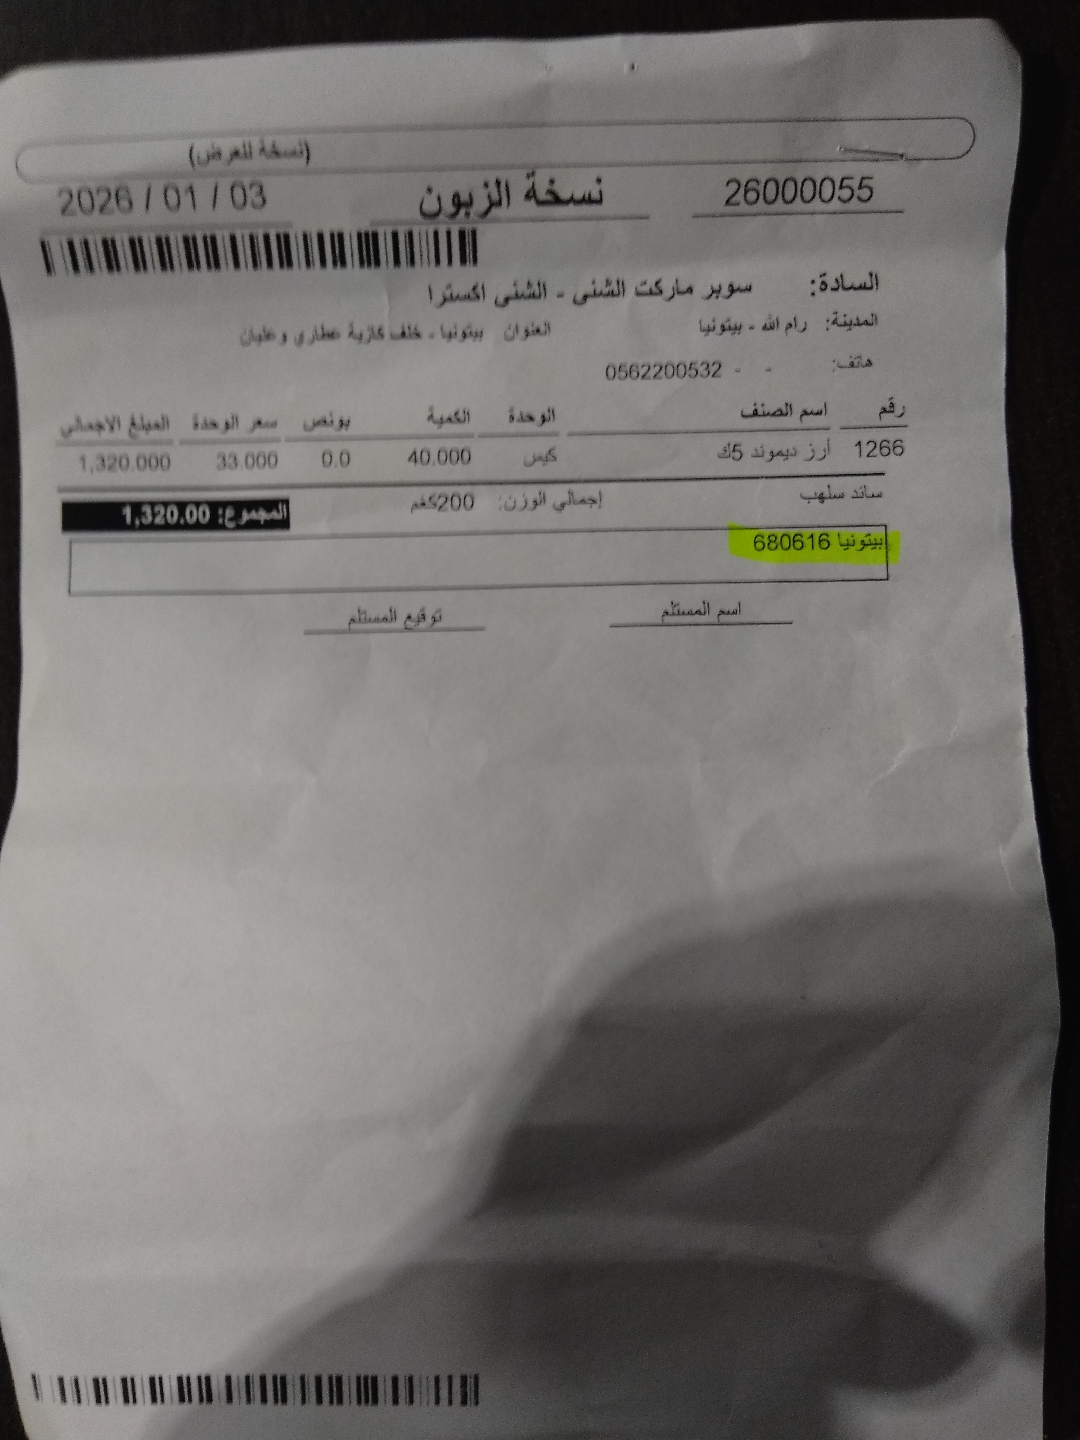 (نسخة للعرض)
26000055 نسخة الزبون 2026 / 01 / 03
السادة: سوبر ماركت الشني - الشني اكسترا
المدينة: رام الله - بيتونيا العنوان بيتونيا - خلف كازية عطاري وعليان
هاتف: - - 0562200532
رقم اسم الصنف الوحدة الكمية بونص سعر الوحدة المبلغ الاجمالي
1266 أرز ديموند 5ك كيس 40.000 0.0 33.000 1,320.000
سائد سلهب إجمالي الوزن: 200كغم المجموع: 1,320.00
بيتونيا 680616
اسم المستلم توقيع المستلم